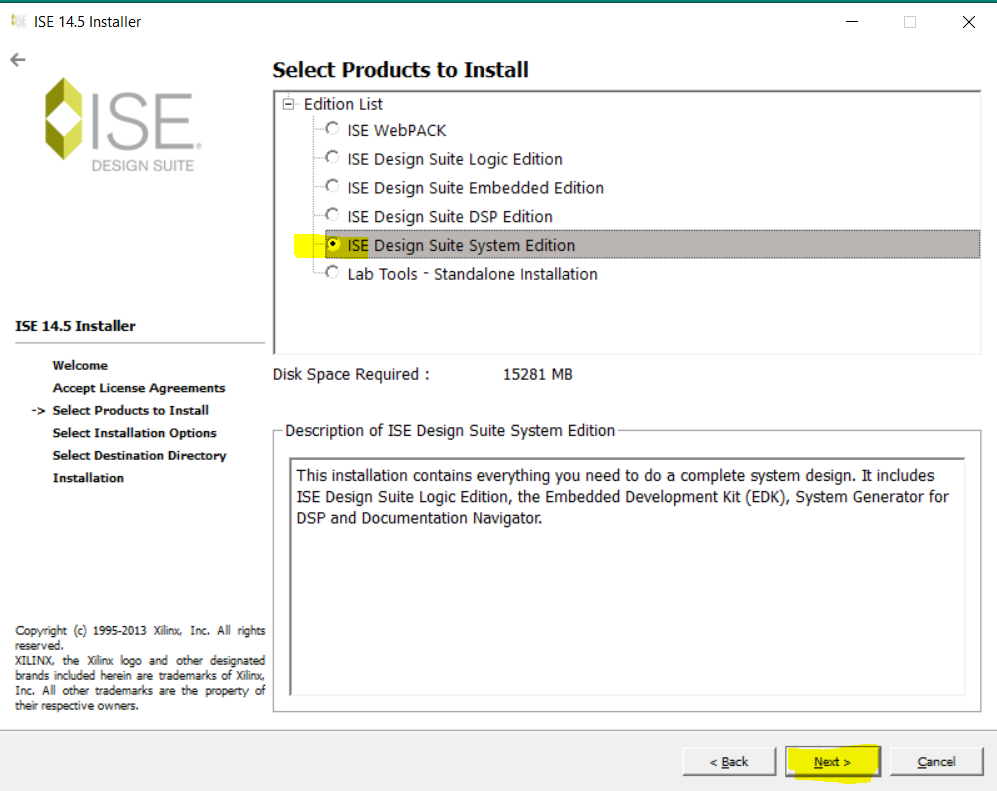 ISE 14.5 Installer
ISE.
DESIGN SUITE
Select Products to Install
Edition List
ISE WebPACK
ISE Design Suite Logic Edition
ISE Design Suite Embedded Edition
ISE Design Suite DSP Edition
ISE Design Suite System Edition
Lab Tools - Standalone Installation
ISE 14.5 Installer
Welcome
Accept License Agreements
-> Select Products to Install
Select Installation Options
Select Destination Directory
Installation
Disk Space Required : 15281 MB
Description of ISE Design Suite System Edition
This installation contains everything you need to do a complete system design. It includes
ISE Design Suite Logic Edition, the Embedded Development Kit (EDK), System Generator for
DSP and Documentation Navigator.
Copyright (c) 1995-2013 Xilinx, Inc. All rights
reserved.
XILINX, the Xilinx logo and other designated
brands included herein are trademarks of Xilinx,
Inc. All other trademarks are the property of
their respective owners.
< Back Next > Cancel